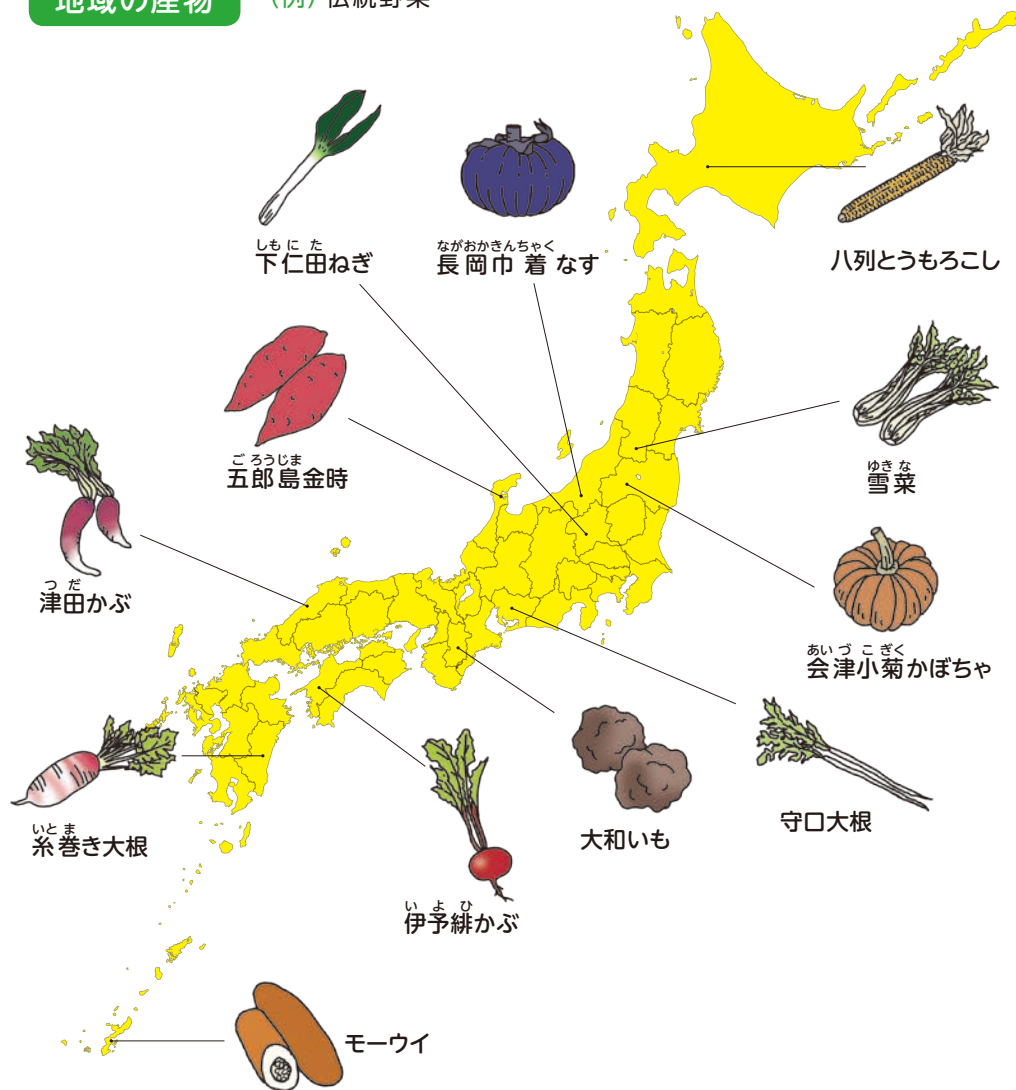 地域の産物 (例) 伝統野菜
しもにた
下仁田ねぎ
ながおかきんちゃく
長岡巾着なす
八列とうもろこし
ごろうじま
五郎島金時
ゆきな
雪菜
つだ
津田かぶ
あいづこぎく
会津小菊かぼちゃ
いとま
糸巻き大根
大和いも
守口大根
いよひ
伊予緋かぶ
モーウイ